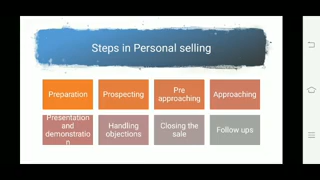 Steps in Personal selling
Preparation
Prospecting
Pre
approaching
Approaching
Presentation
and
demonstratio
n
Handling
objections
Closing the
sale
Follow ups